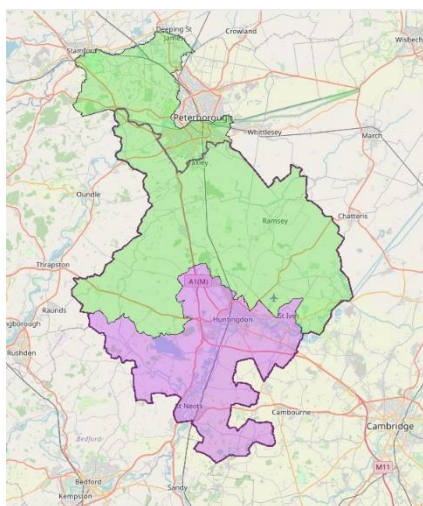 Deeping St
James
Crowland
Stamford
Wisbech
Peterboroug
Whittlesey
March
Yaxley
Oundle
Ramsey
Chatteris
Thrapston
A1(M)
Raunds
Huntingdon
St Ives
Rushden
St Neots
Cambourne
Cambridge
Bedford
M11
Bedford
Sandy
Kempston